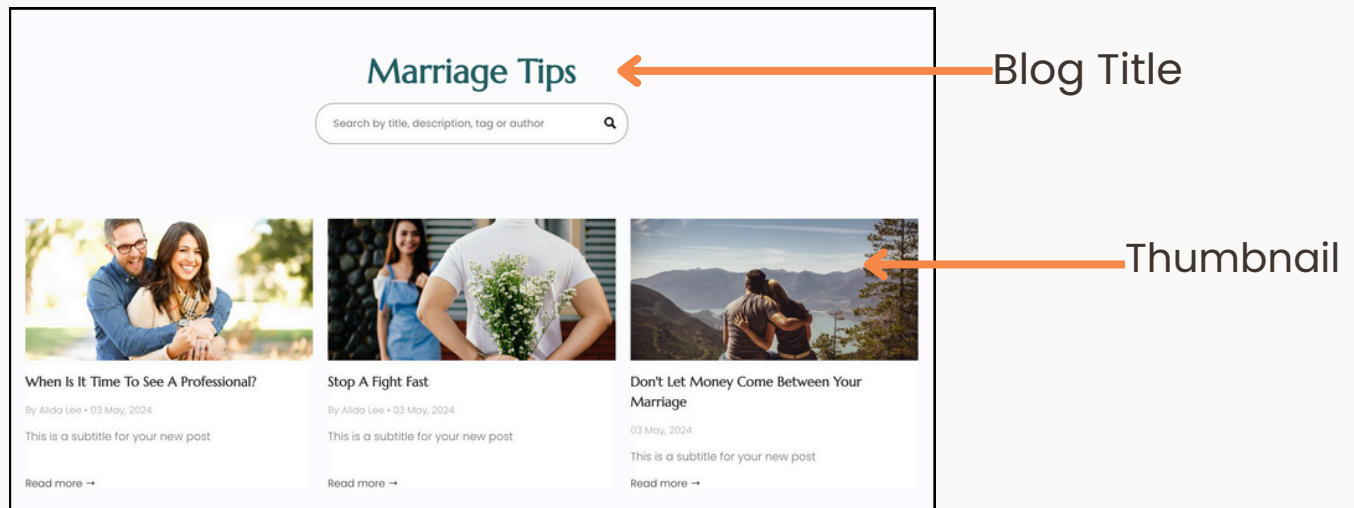 Marriage Tips
Blog Title
Search by title, description, tag or author
Thumbnail
When Is It Time To See A Professional?
By Alida Lee • 03 May, 2024
This is a subtitle for your new post
Read more →
Stop A Fight Fast
By Alida Lee • 03 May, 2024
This is a subtitle for your new post
Read more →
Don't Let Money Come Between Your
Marriage
03 May, 2024
This is a subtitle for your new post
Read more →